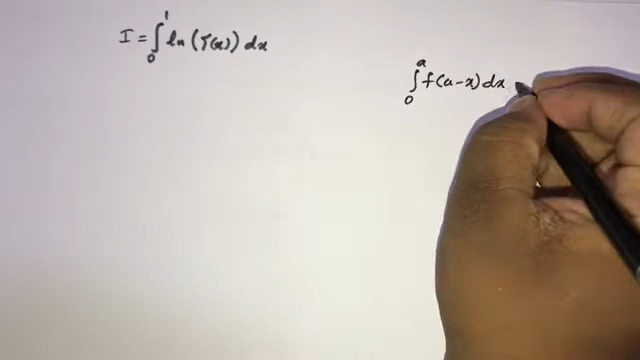 I = ∫₀¹ ln (Γ(x)) dx
∫₀ᵃ f(a-x) dx